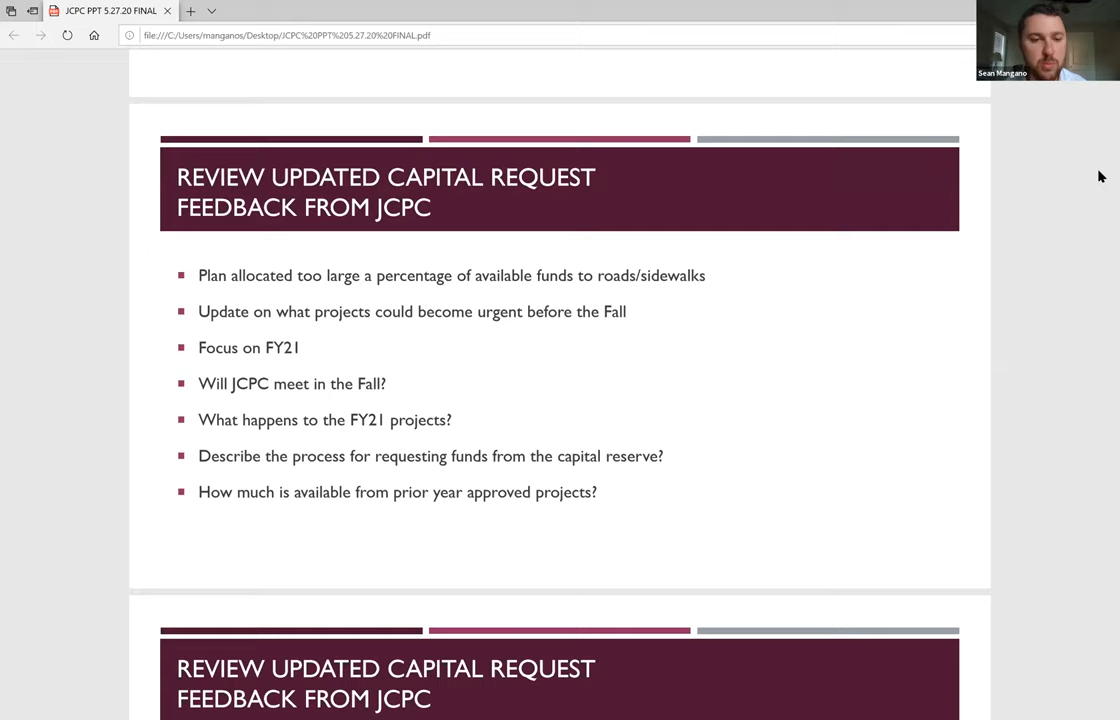 JCPC PPT 5.27.20 FINAL
file:///C:/Users/manganos/Desktop/JCPC%20PPT%205.27.20%20FINAL.pdf
Sean Mangano
REVIEW UPDATED CAPITAL REQUEST
FEEDBACK FROM JCPC
Plan allocated too large a percentage of available funds to roads/sidewalks
Update on what projects could become urgent before the Fall
Focus on FY21
Will JCPC meet in the Fall?
What happens to the FY21 projects?
Describe the process for requesting funds from the capital reserve?
How much is available from prior year approved projects?
REVIEW UPDATED CAPITAL REQUEST
FEEDBACK FROM JCPC